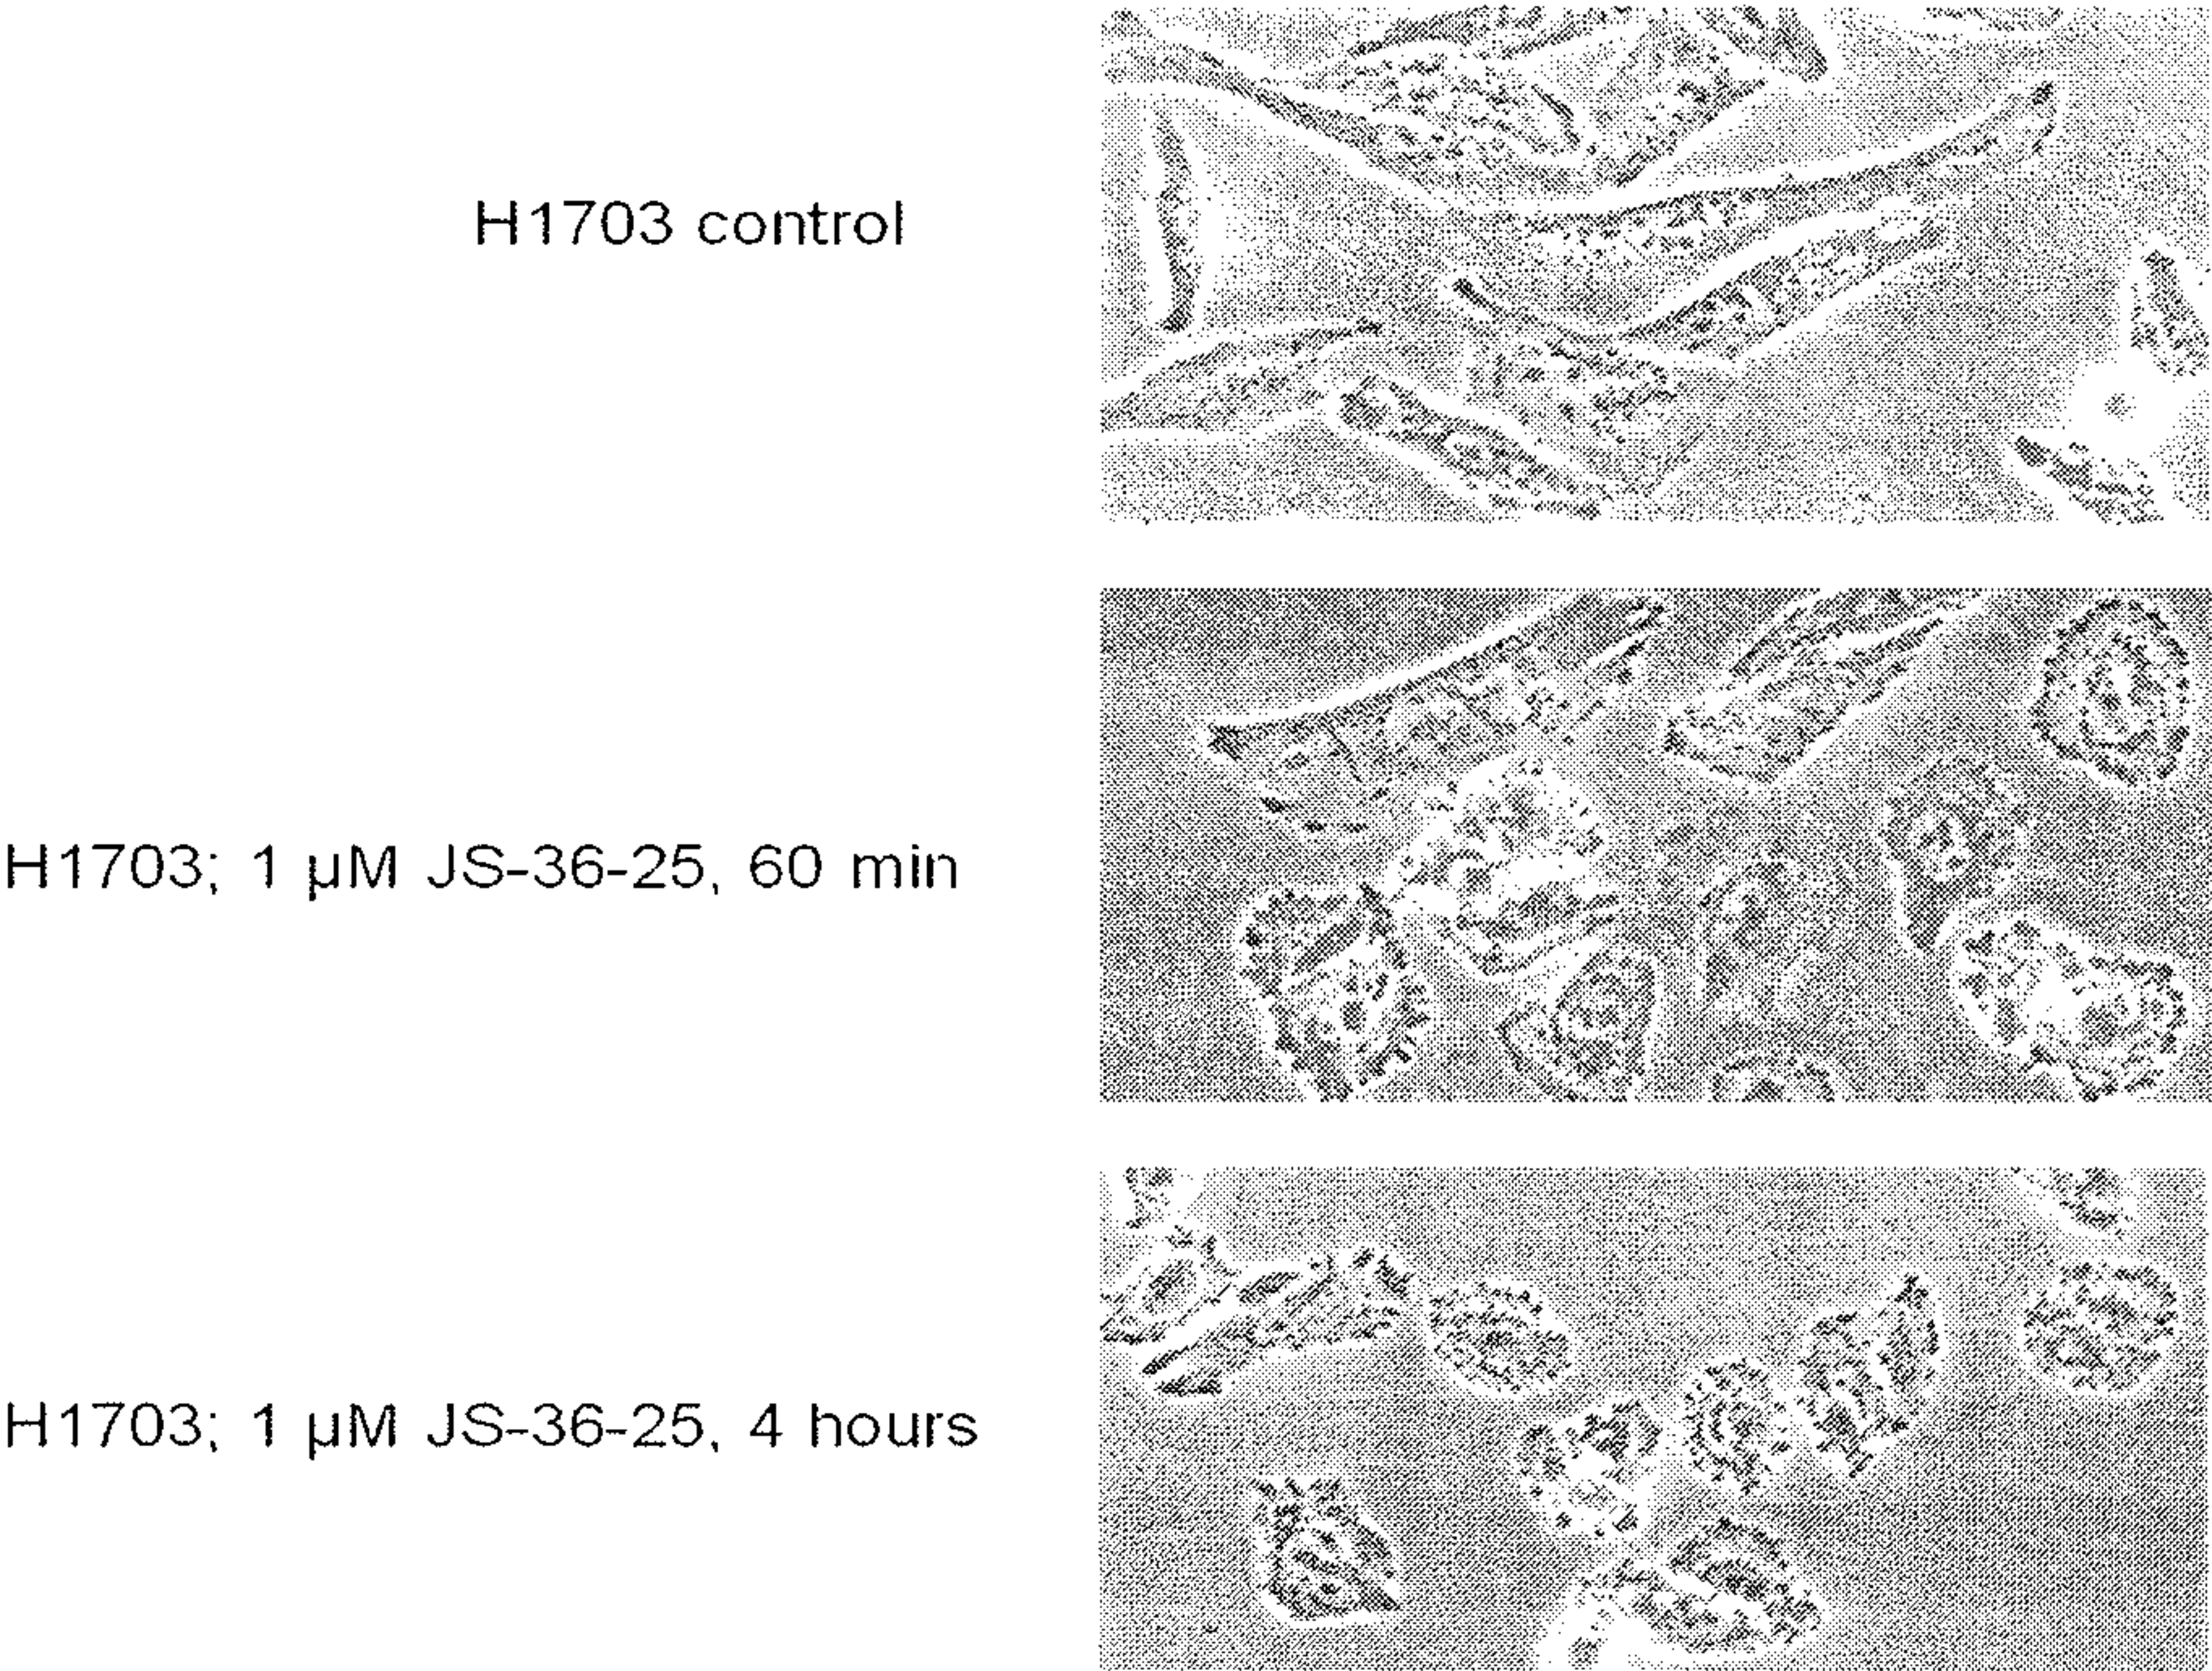 H1703 control
H1703; 1 µM JS-36-25, 60 min
H1703; 1 µM JS-36-25, 4 hours